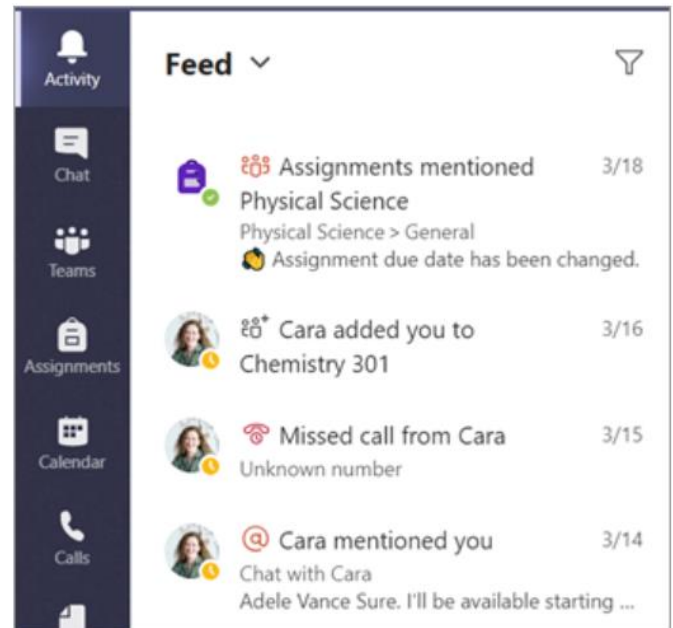 Activity
Chat
Teams
Assignments
Calendar
Calls
Feed
Assignments mentioned 3/18
Physical Science
Physical Science > General
Assignment due date has been changed.
Cara added you to 3/16
Chemistry 301
Missed call from Cara 3/15
Unknown number
@ Cara mentioned you 3/14
Chat with Cara
Adele Vance Sure. I'll be available starting ...